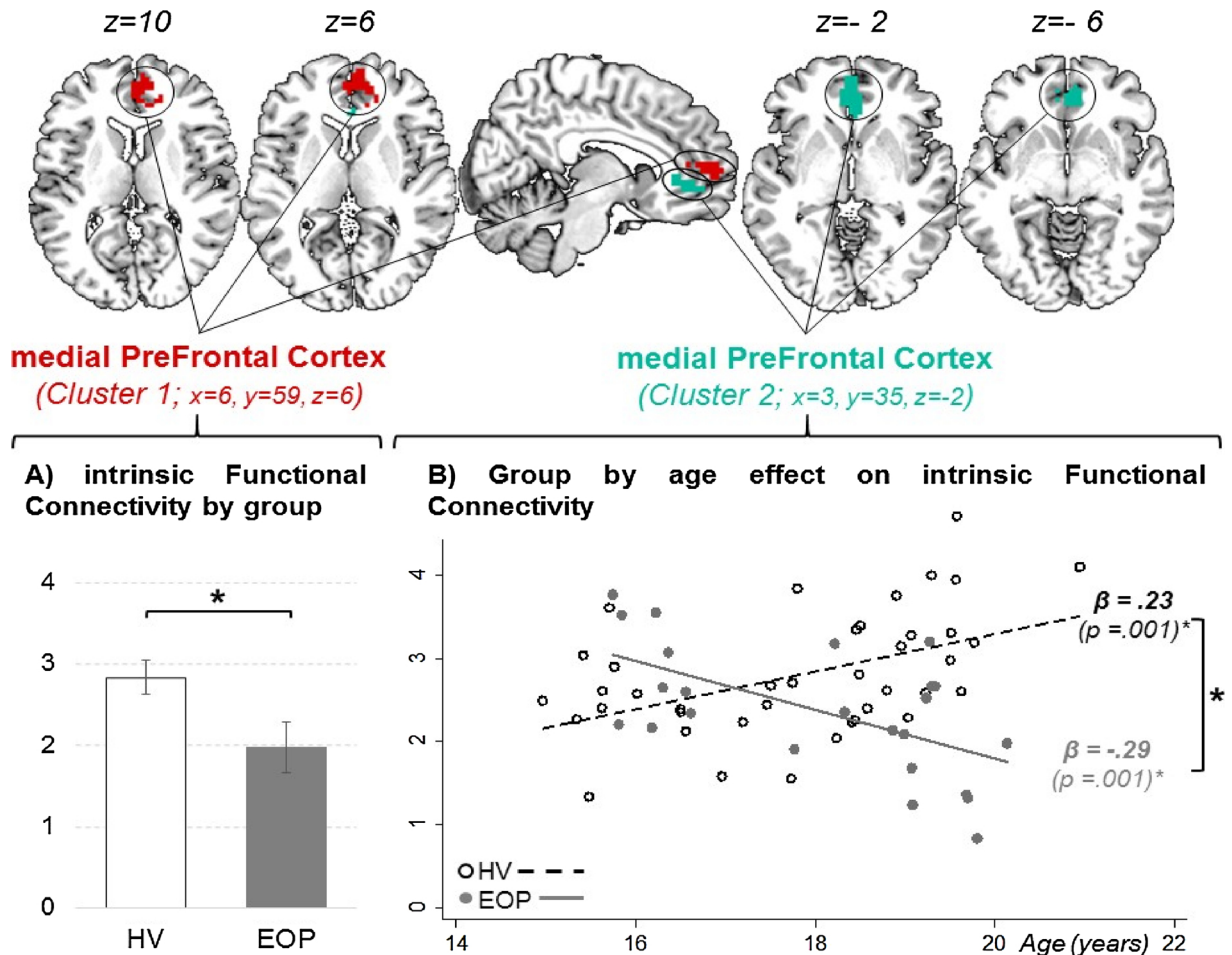 z=10 z=6 z=- 2 z=- 6
medial PreFrontal Cortex
(Cluster 1; x=6, y=59, z=6)
medial PreFrontal Cortex
(Cluster 2; x=3, y=35, z=-2)
A) intrinsic Functional
Connectivity by group
4
3
2
1
0
*
HV EOP
B) Group by age effect on intrinsic Functional
Connectivity
4
3
2
1
0
β = .23
(p =.001)*
*
β = -.29
(p =.001)*
HV
EOP
14 16 18 20 Age (years) 22